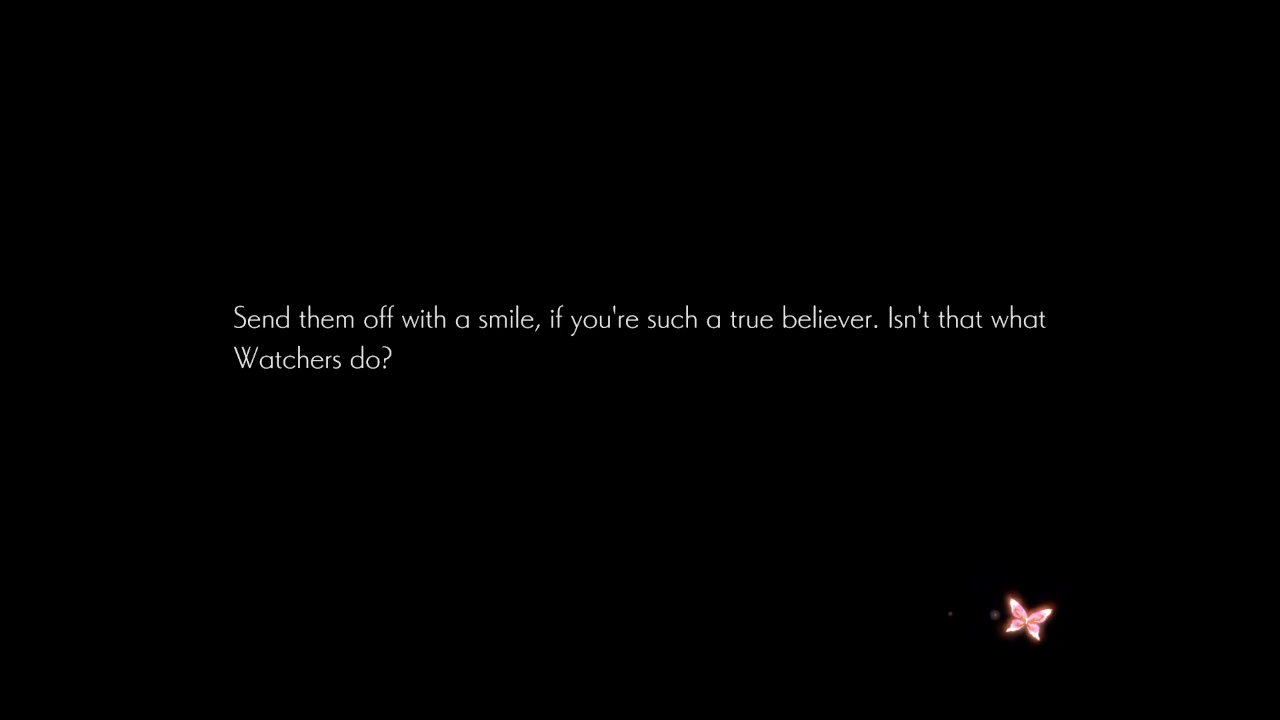 Send them off with a smile, if you're such a true believer. Isn't that what
Watchers do?